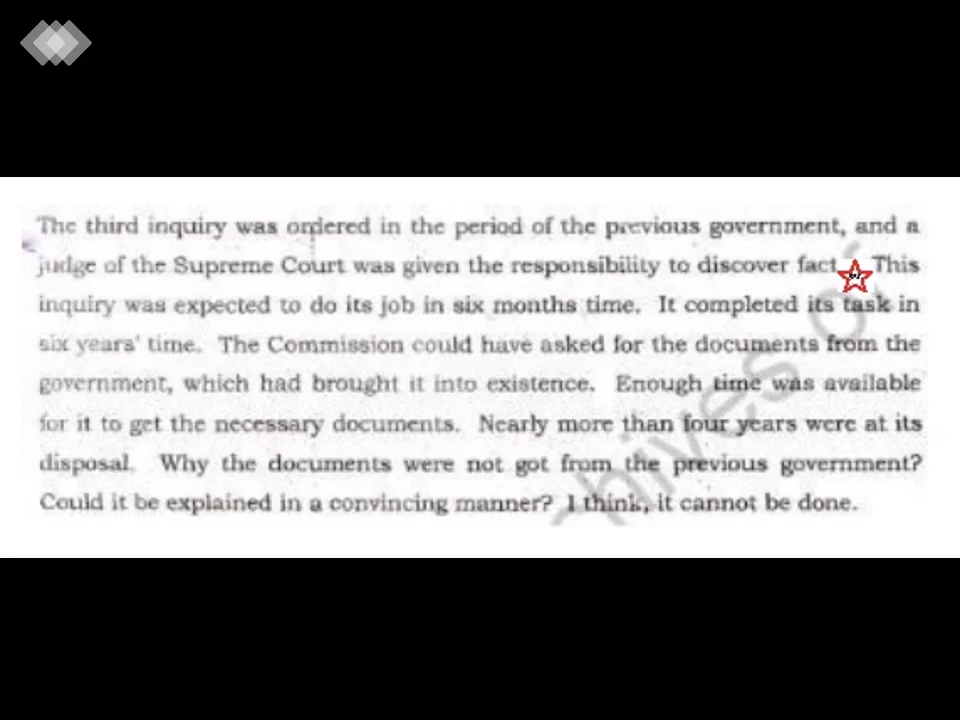 The third inquiry was ordered in the period of the previous government, and a
judge of the Supreme Court was given the responsibility to discover fact This
inquiry was expected to do its job in six months time. It completed its task in
six years' time. The Commission could have asked for the documents from the
government, which had brought it into existence. Enough time was available
for it to get the necessary documents. Nearly more than four years were at its
disposal. Why the documents were not got from the previous government?
Could it be explained in a convincing manner? I think, it cannot be done.